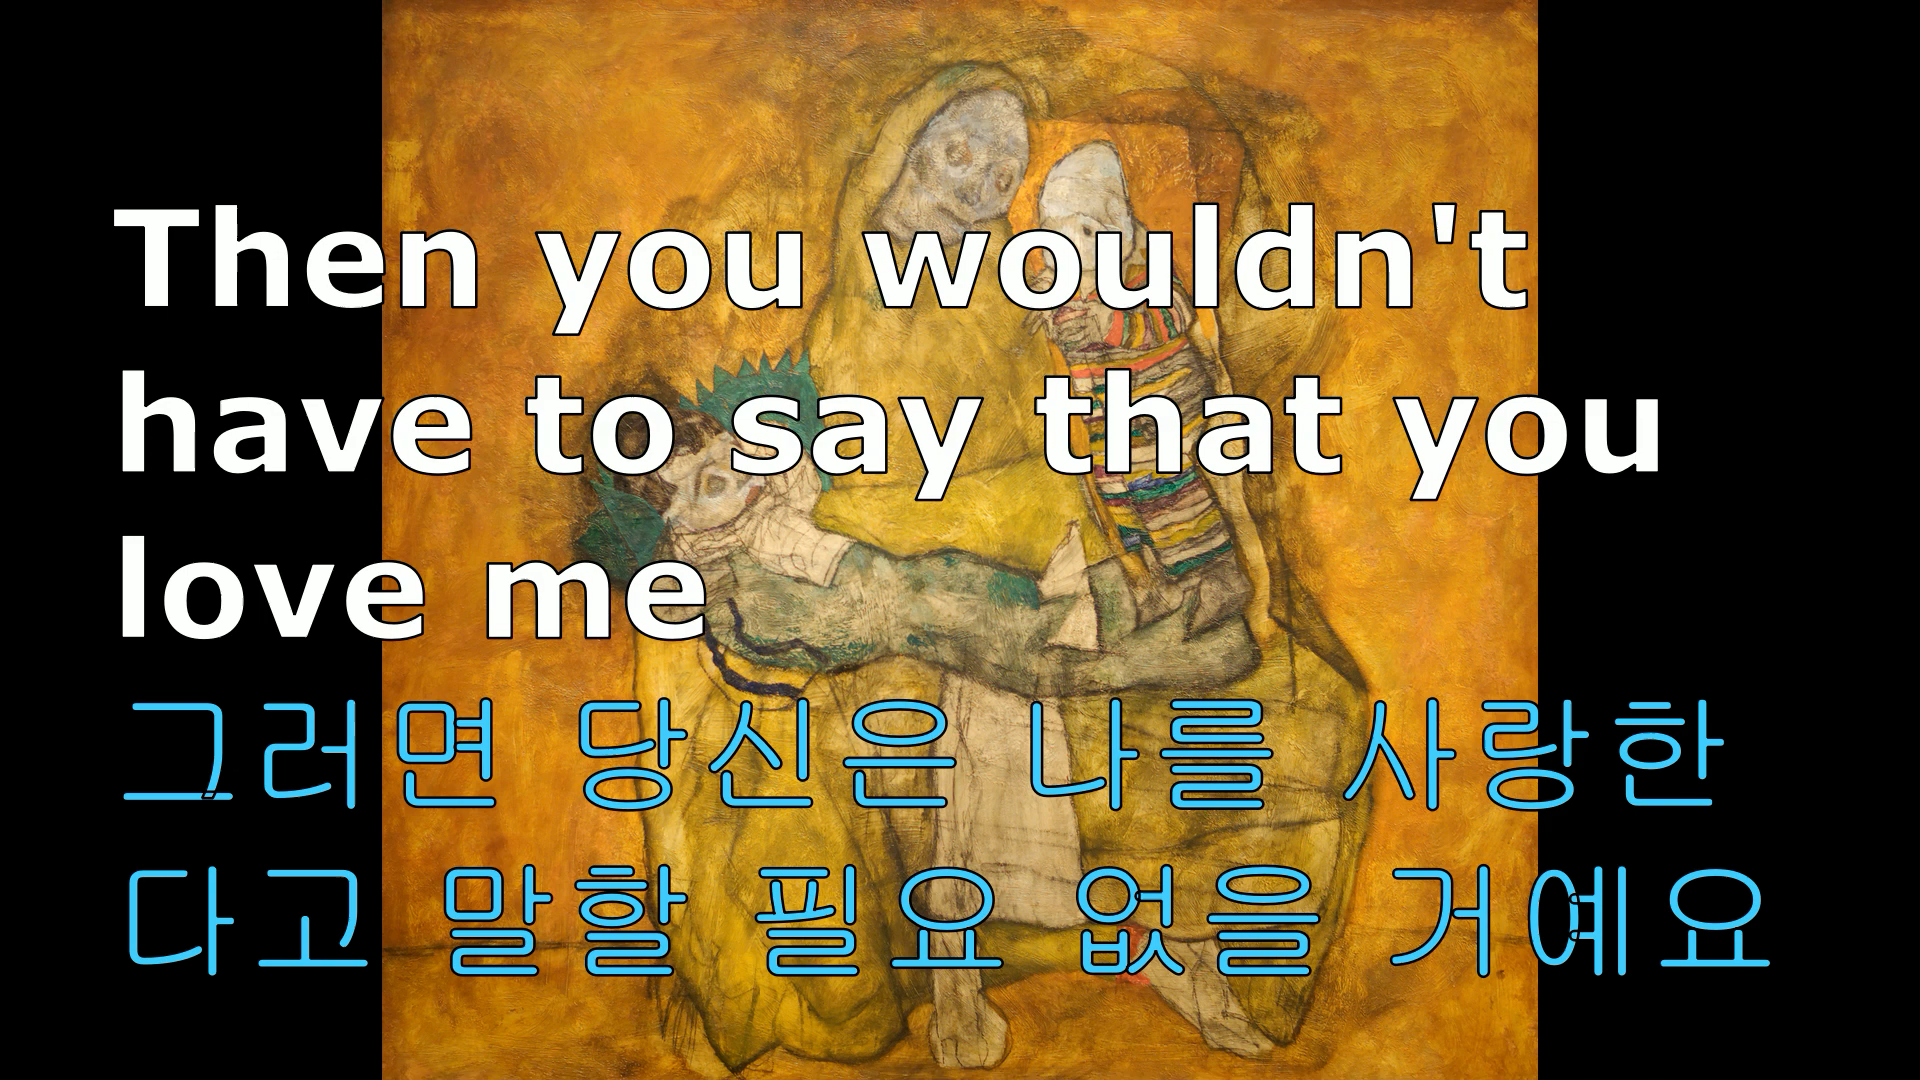 Then you wouldn't
have to say that you
love me
그러면 당신은 나를 사랑한
다고 말할 필요 없을 거예요